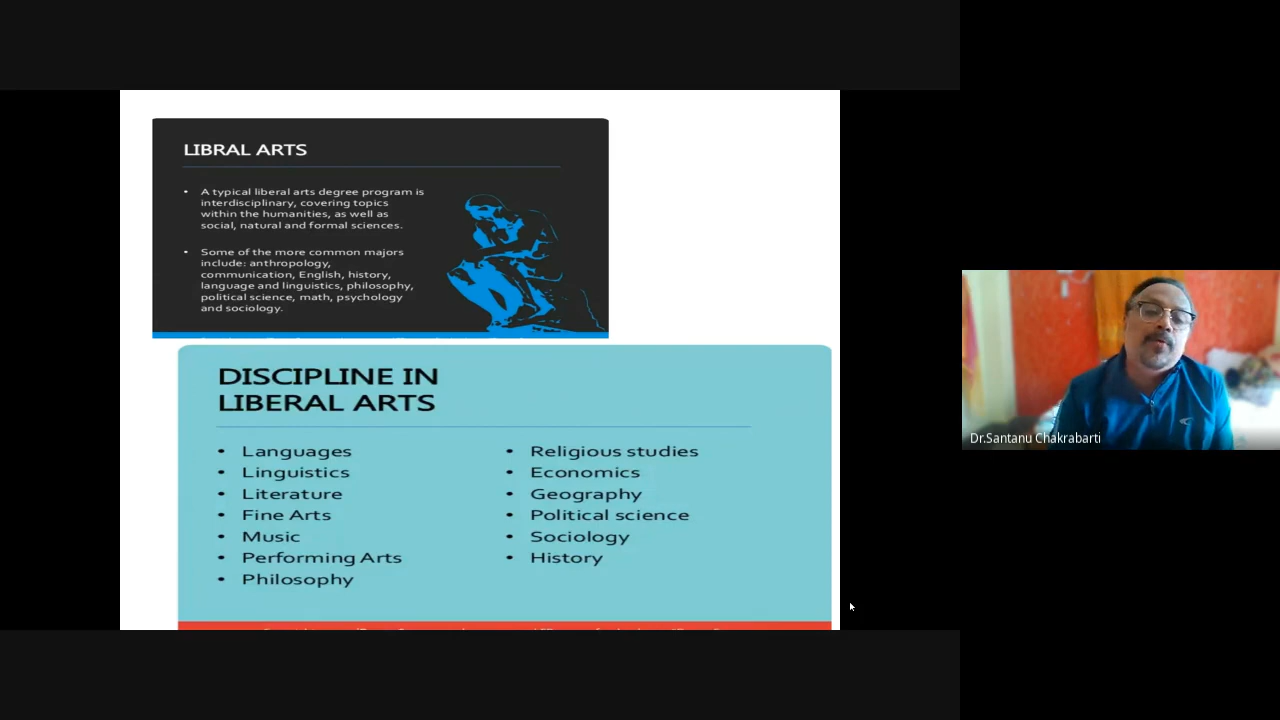 LIBRAL ARTS
• A typical liberal arts degree program is
interdisciplinary, covering topics
within the humanities, as well as
social, natural and formal sciences.
• Some of the more common majors
include: anthropology,
communication, English, history,
language and linguistics, philosophy,
political science, math, psychology
and sociology.
DISCIPLINE IN
LIBERAL ARTS
• Languages
• Linguistics
• Literature
• Fine Arts
• Music
• Performing Arts
• Philosophy
• Religious studies
• Economics
• Geography
• Political science
• Sociology
• History
Dr.Santanu Chakrabarti